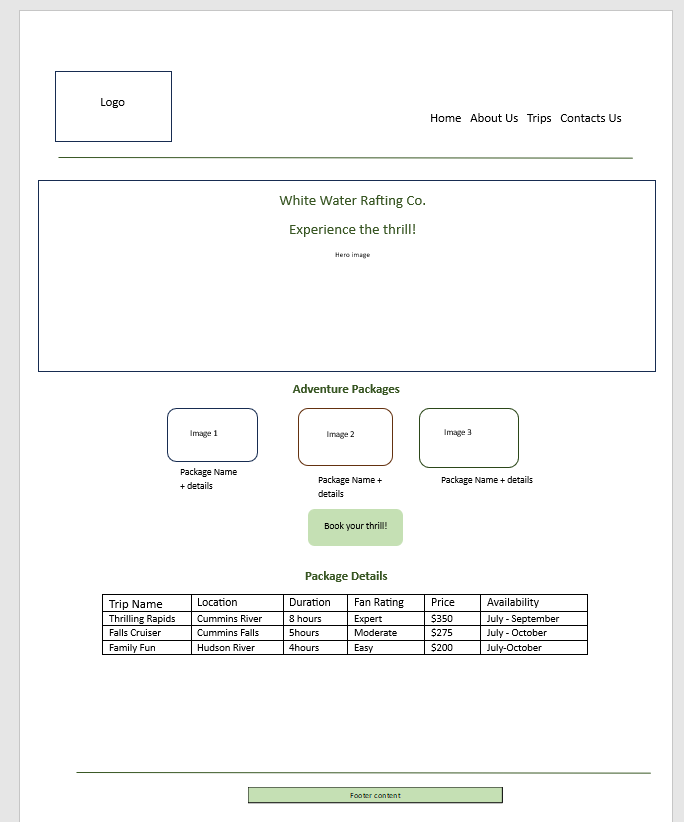 Logo
Home About Us Trips Contacts Us
White Water Rafting Co.
Experience the thrill!
Hero image
Adventure Packages
Image 1
Image 2
Image 3
Package Name
+ details
Package Name +
details
Package Name + details
Book your thrill!
Package Details
Trip Name Location Duration Fan Rating Price Availability
Thrilling Rapids Cummins River 8 hours Expert $350 July - September
Falls Cruiser Cummins Falls 5hours Moderate $275 July - October
Family Fun Hudson River 4hours Easy $200 July-October
Footer content